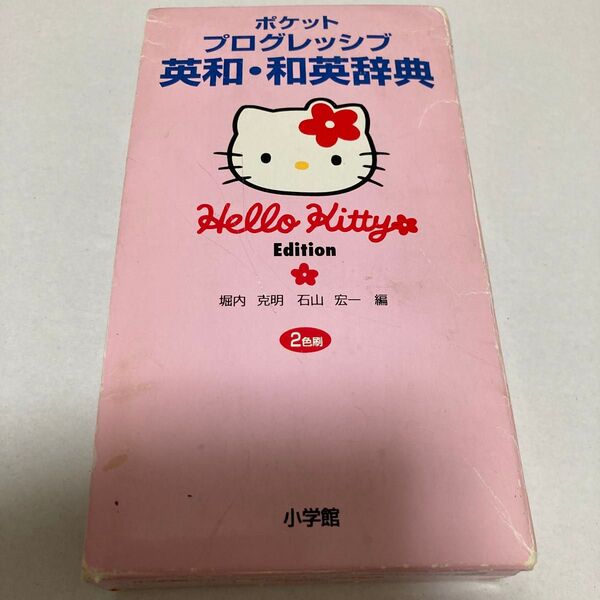 ポケット
プログレッシブ
英和・和英辞典
Hello Kitty
Edition
堀内 克明 石山 宏一 編
2色刷
小学館